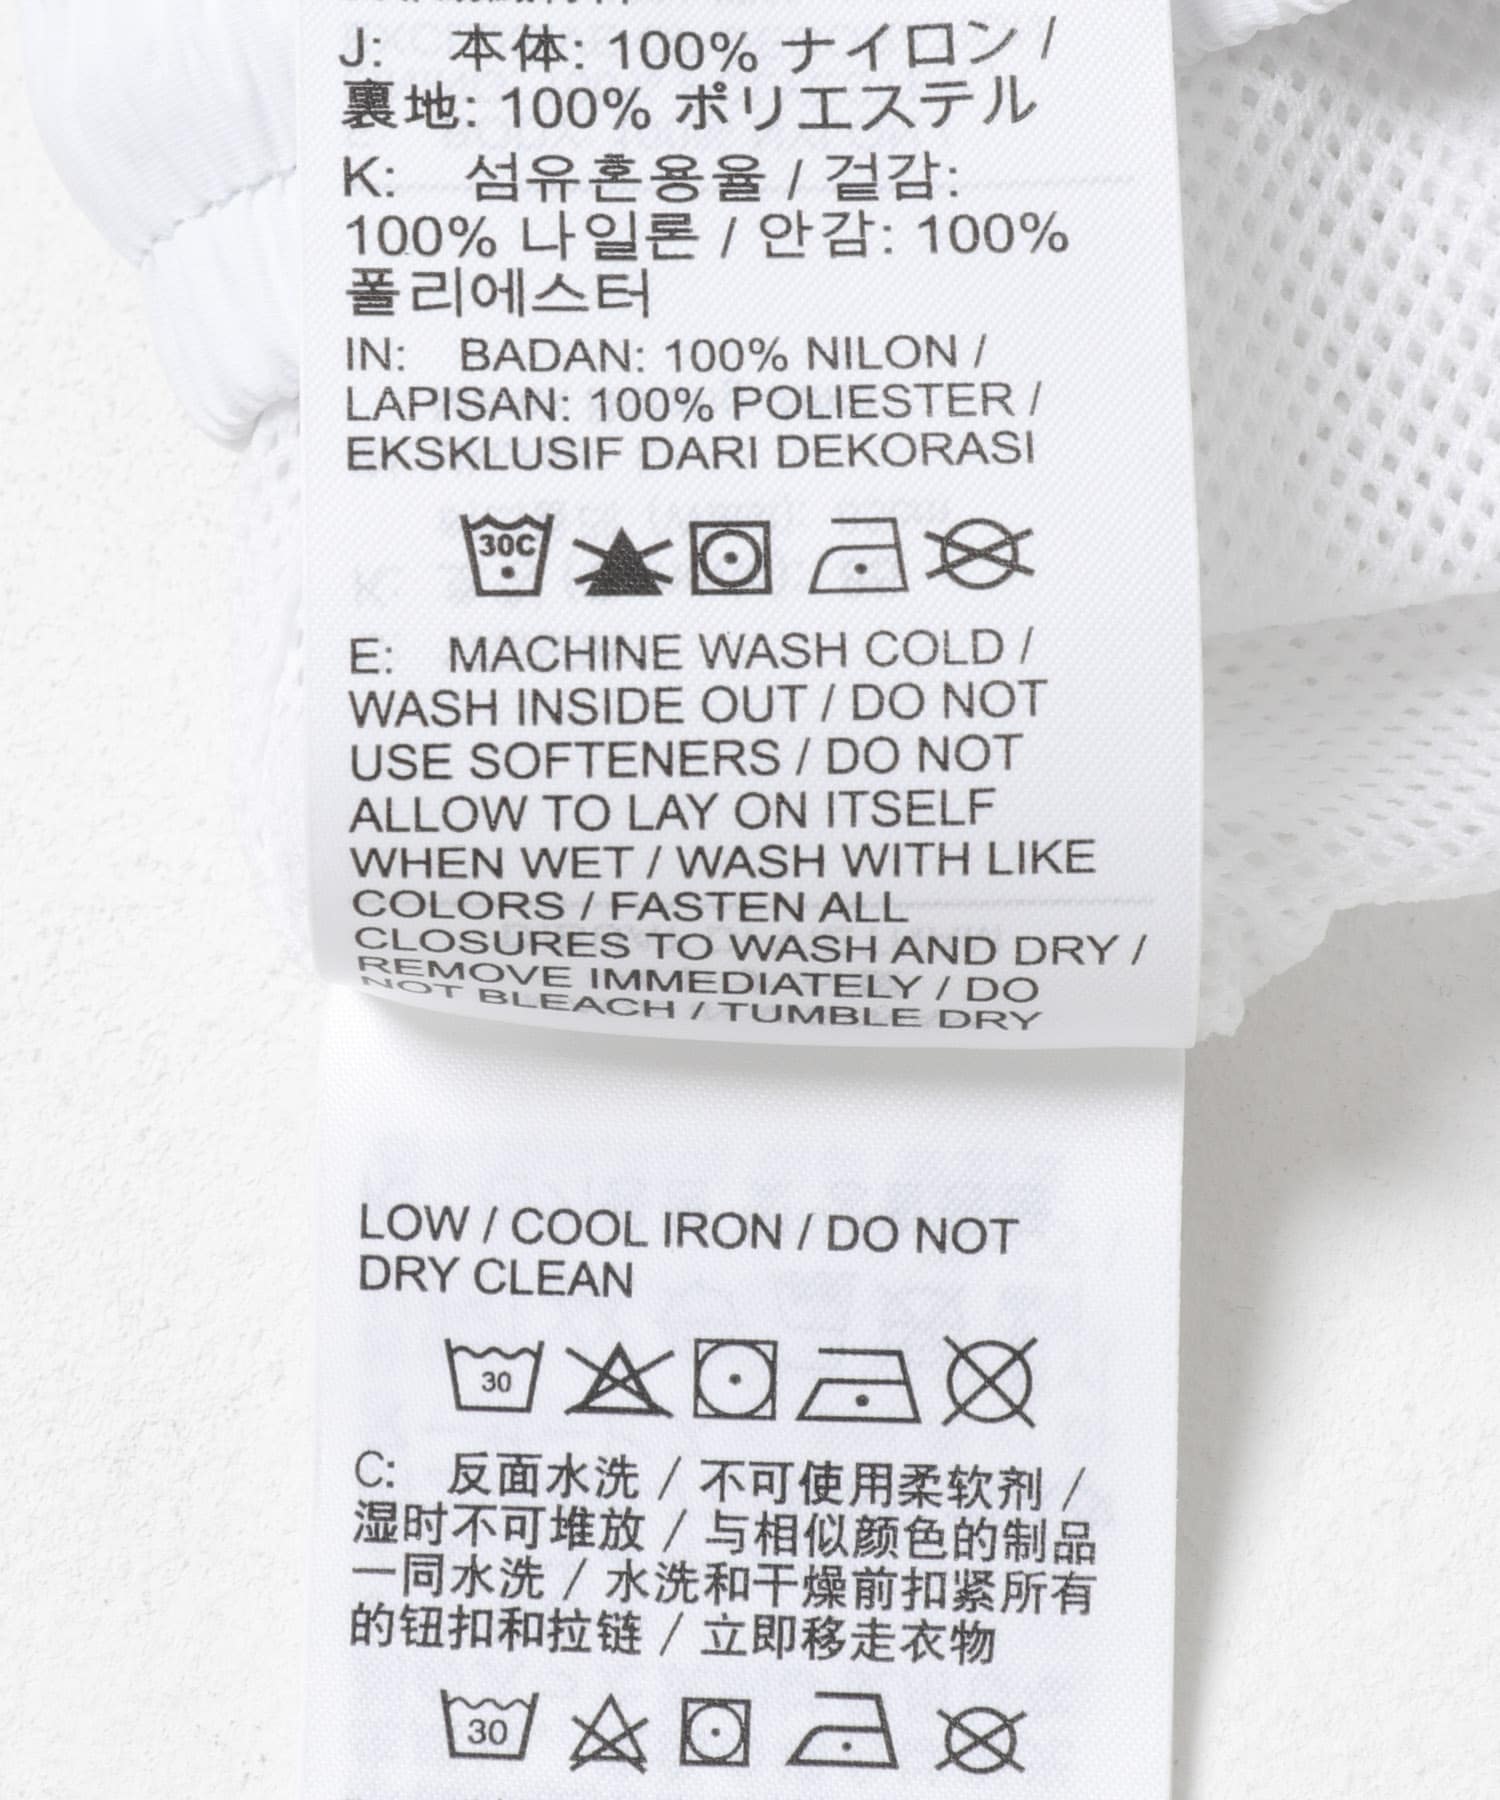 J: 本体: 100% ナイロン /
裏地: 100% ポリエステル
K: 섬유혼용율 / 겉감:
100% 나일론 / 안감: 100%
폴리에스터
IN: BADAN: 100% NILON /
LAPISAN: 100% POLIESTER /
EKSKLUSIF DARI DEKORASI
30C
E: MACHINE WASH COLD /
WASH INSIDE OUT / DO NOT
USE SOFTENERS / DO NOT
ALLOW TO LAY ON ITSELF
WHEN WET / WASH WITH LIKE
COLORS / FASTEN ALL
CLOSURES TO WASH AND DRY /
REMOVE IMMEDIATELY / DO
NOT BLEACH / TUMBLE DRY
LOW / COOL IRON / DO NOT
DRY CLEAN
30
C: 反面水洗 / 不可使用柔软剂 /
湿时不可堆放 / 与相似颜色的制品
一同水洗 / 水洗和干燥前扣紧所有
的钮扣和拉链 / 立即移走衣物
30